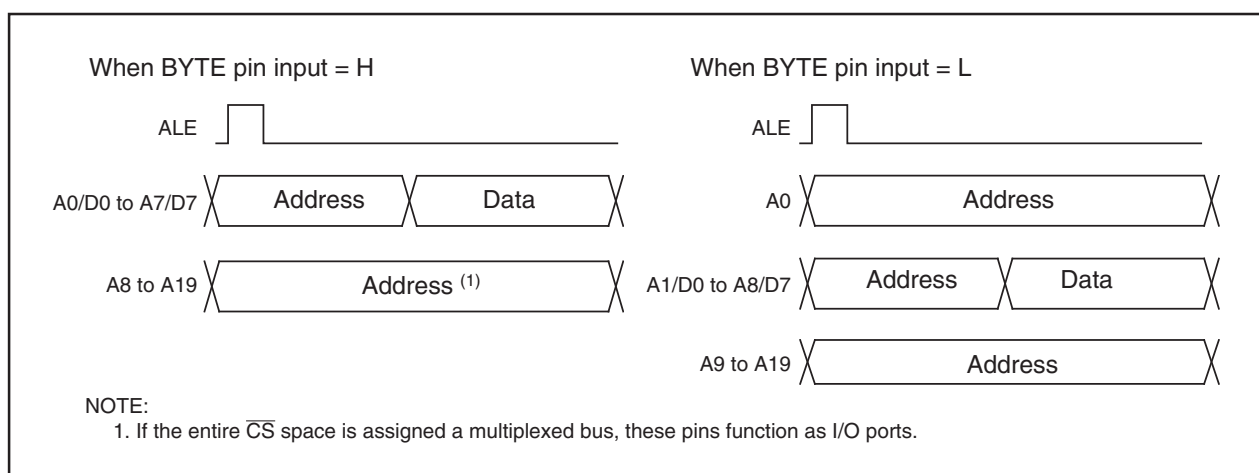 When BYTE pin input = H
ALE
A0/D0 to A7/D7 Address Data
A8 to A19 Address (1)
When BYTE pin input = L
ALE
A0 Address
A1/D0 to A8/D7 Address Data
A9 to A19 Address
NOTE:
1. If the entire C̅S̅ space is assigned a multiplexed bus, these pins function as I/O ports.